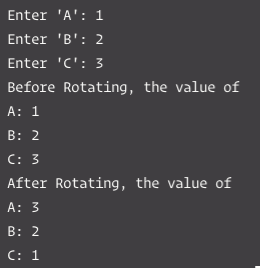 Enter 'A': 1
Enter 'B': 2
Enter 'C': 3
Before Rotating, the value of
A: 1
B: 2
C: 3
After Rotating, the value of
A: 3
B: 2
C: 1